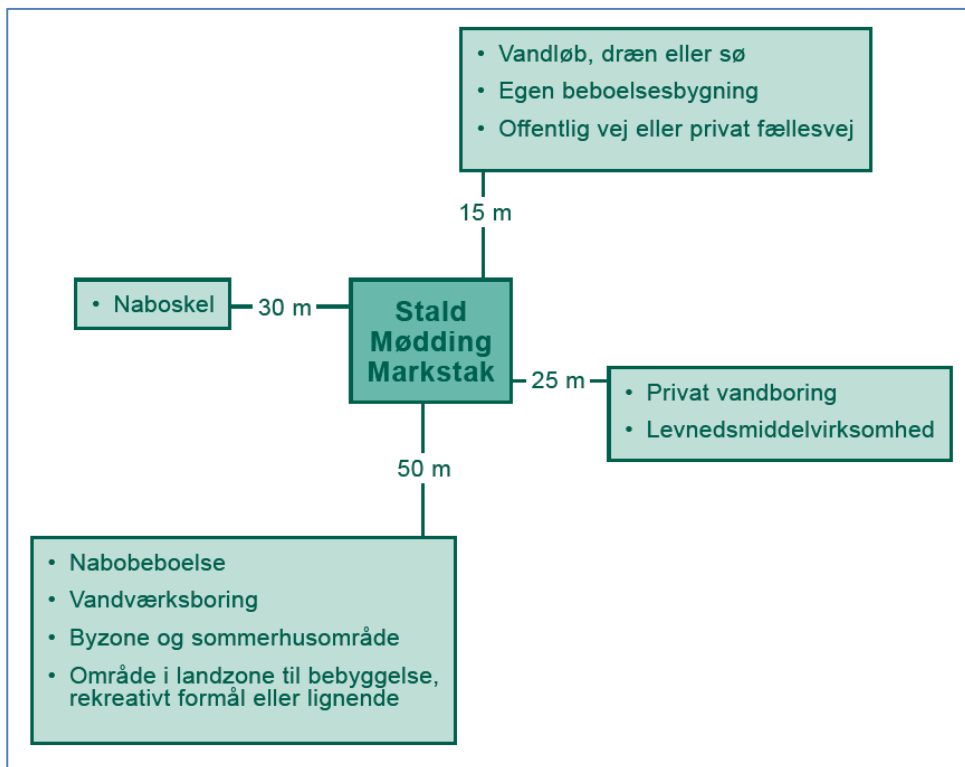 • Vandløb, dræn eller sø
• Egen beboelsesbygning
• Offentlig vej eller privat fællesvej
15 m
• Naboskel
30 m
Stald
Mødding
Markstak
25 m
• Privat vandboring
• Levnedsmiddelvirksomhed
50 m
• Nabobeboelse
• Vandværksboring
• Byzone og sommerhusområde
• Område i landzone til bebyggelse,
rekreativt formål eller lignende